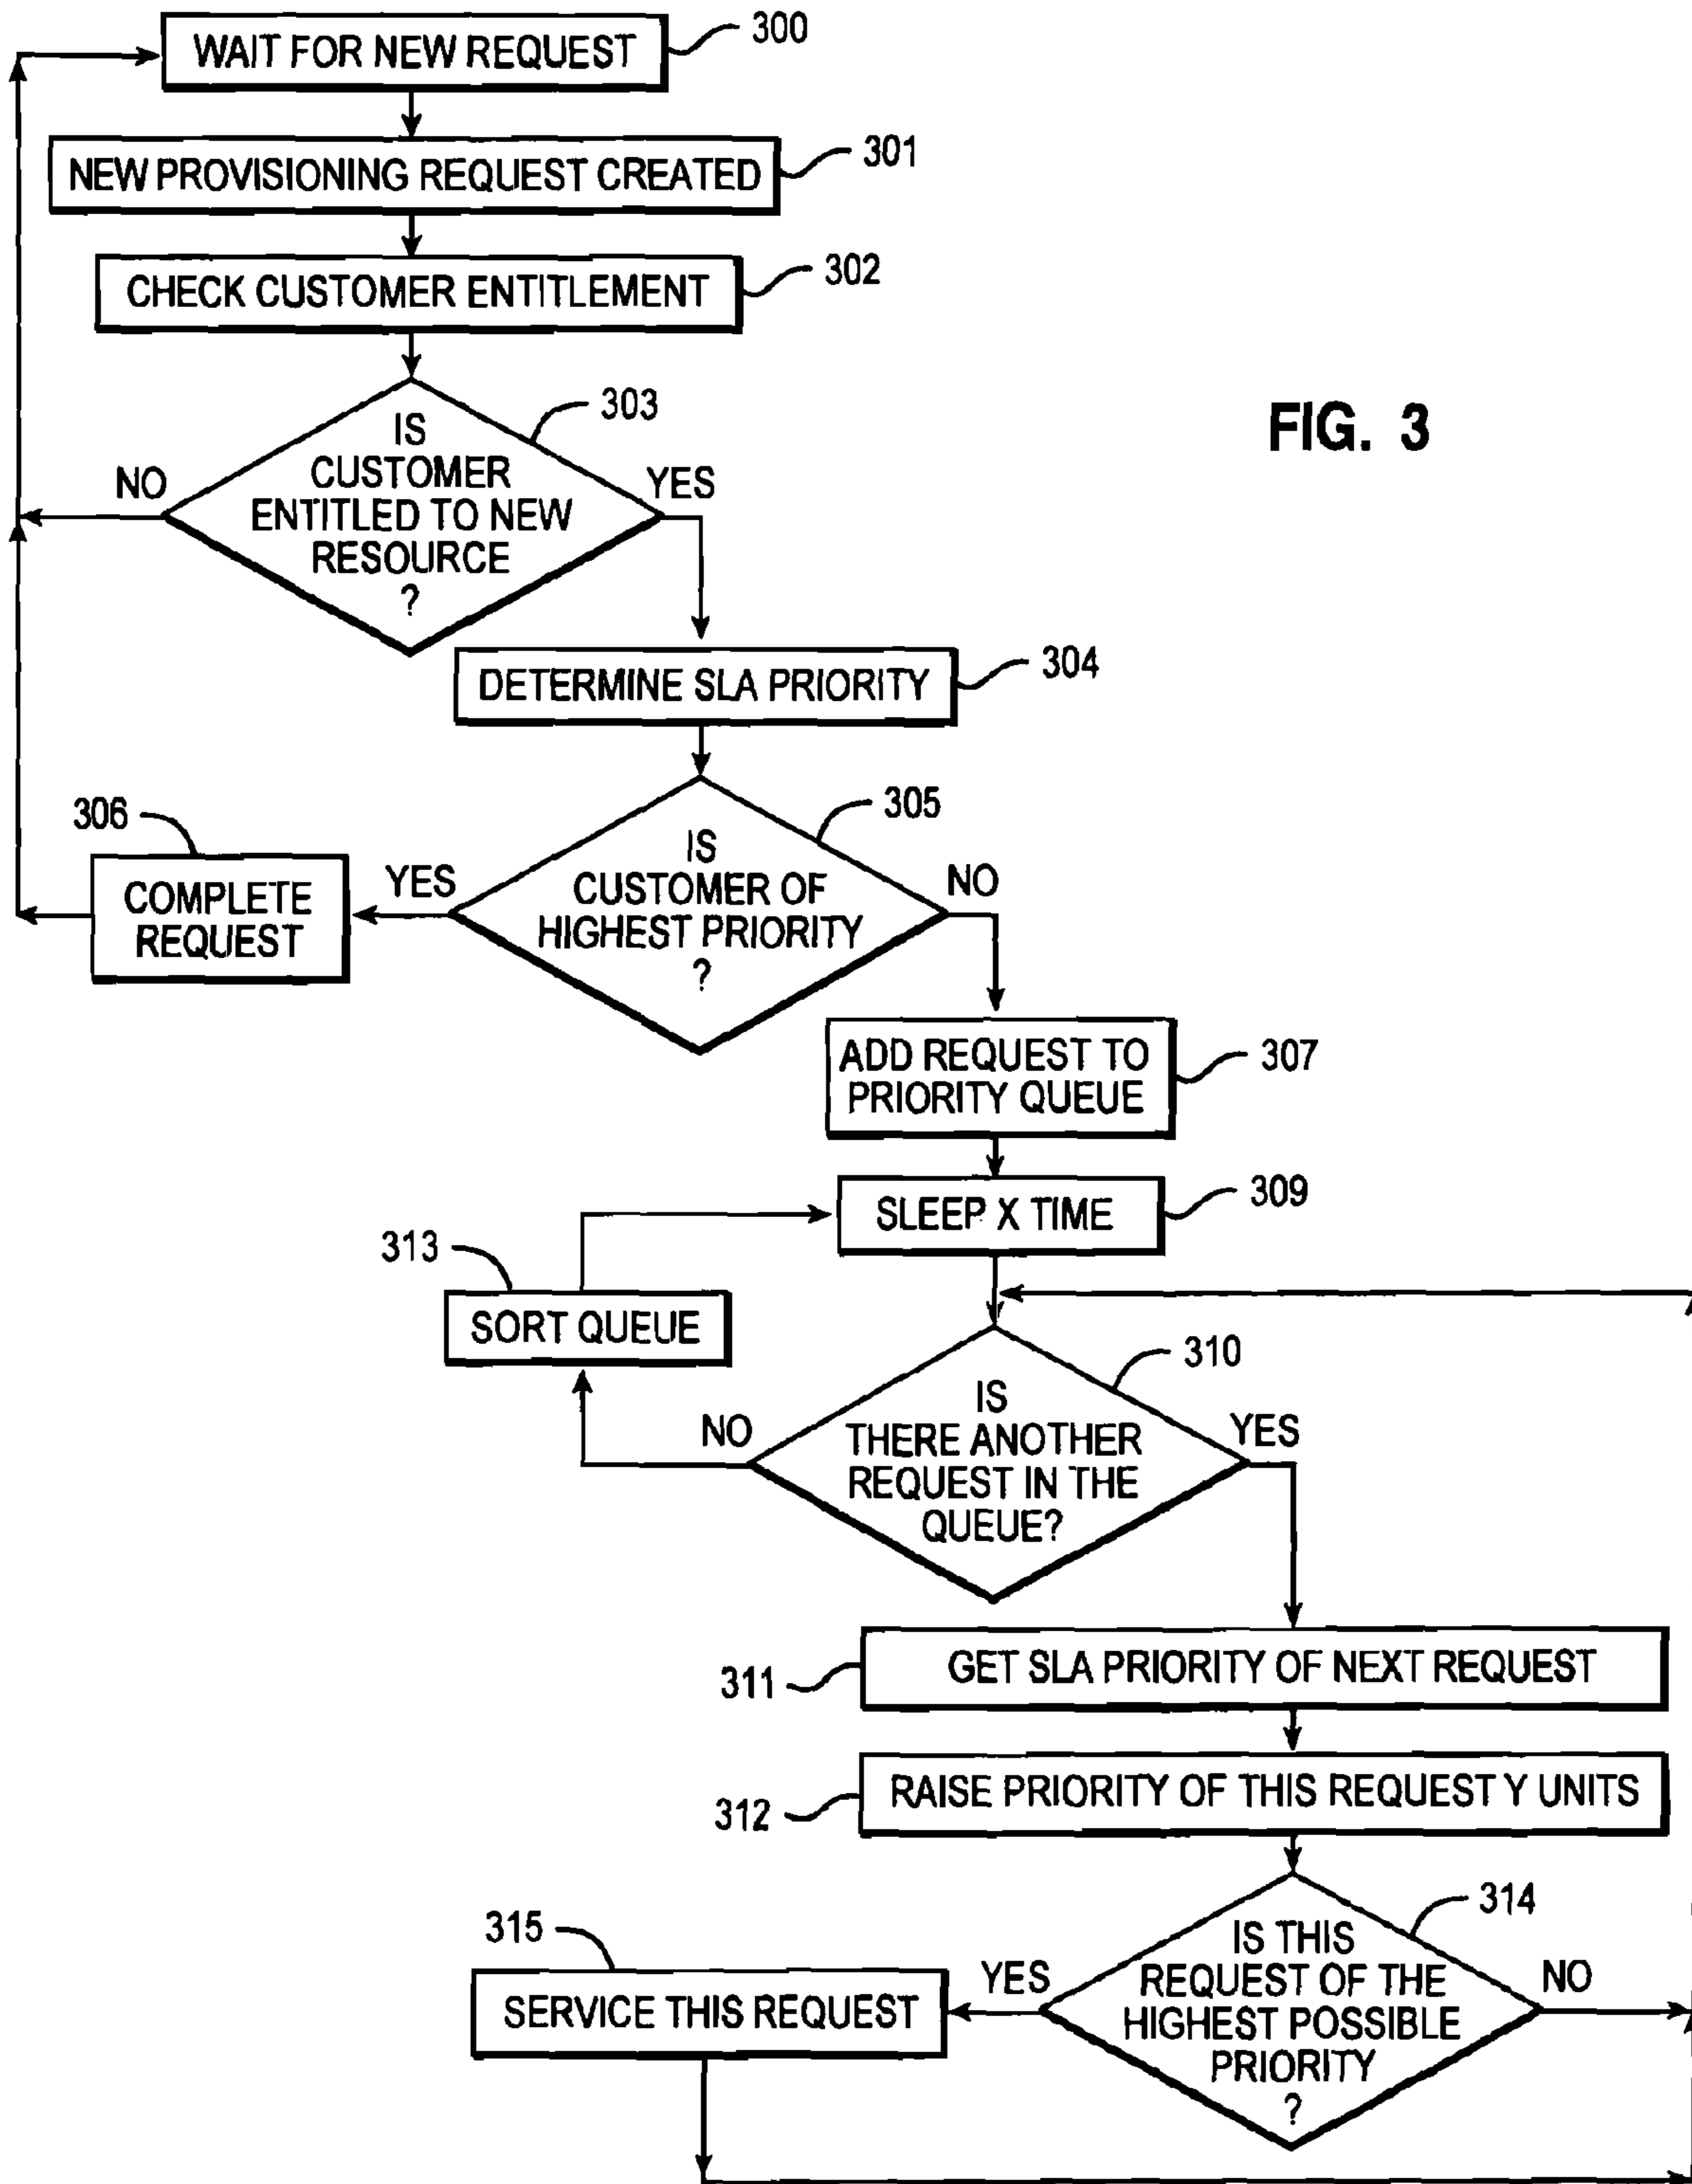 WAIT FOR NEW REQUEST
300
NEW PROVISIONING REQUEST CREATED
301
CHECK CUSTOMER ENTITLEMENT
302
303
IS
CUSTOMER
ENTITLED TO NEW
RESOURCE
?
NO
YES
FIG. 3
DETERMINE SLA PRIORITY
304
305
IS
CUSTOMER OF
HIGHEST PRIORITY
?
YES
NO
306
COMPLETE
REQUEST
ADD REQUEST TO
PRIORITY QUEUE
307
SLEEP X TIME
309
313
SORT QUEUE
310
IS
THERE ANOTHER
REQUEST IN THE
QUEUE?
NO
YES
GET SLA PRIORITY OF NEXT REQUEST
311
RAISE PRIORITY OF THIS REQUEST Y UNITS
312
314
IS THIS
REQUEST OF THE
HIGHEST POSSIBLE
PRIORITY
?
YES
NO
315
SERVICE THIS REQUEST